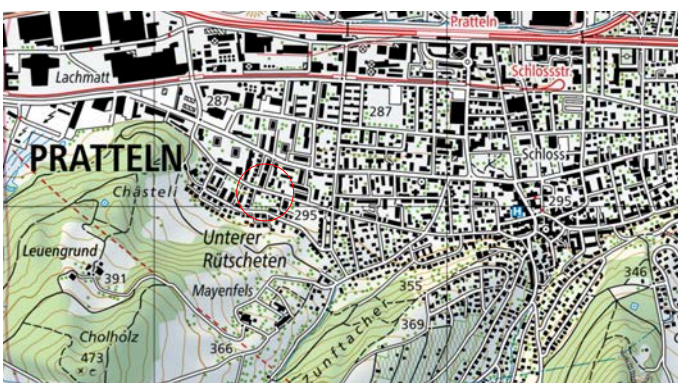 Pratteln
Lachmatt
Schlossstr.
287
287
PRATTELN
Schloss
Chästeli
295
295
H
Unterer
Rütscheten
Leuengrund
391
Mayenfels
355
346
369
Zunftacher
Cholholz
366
473